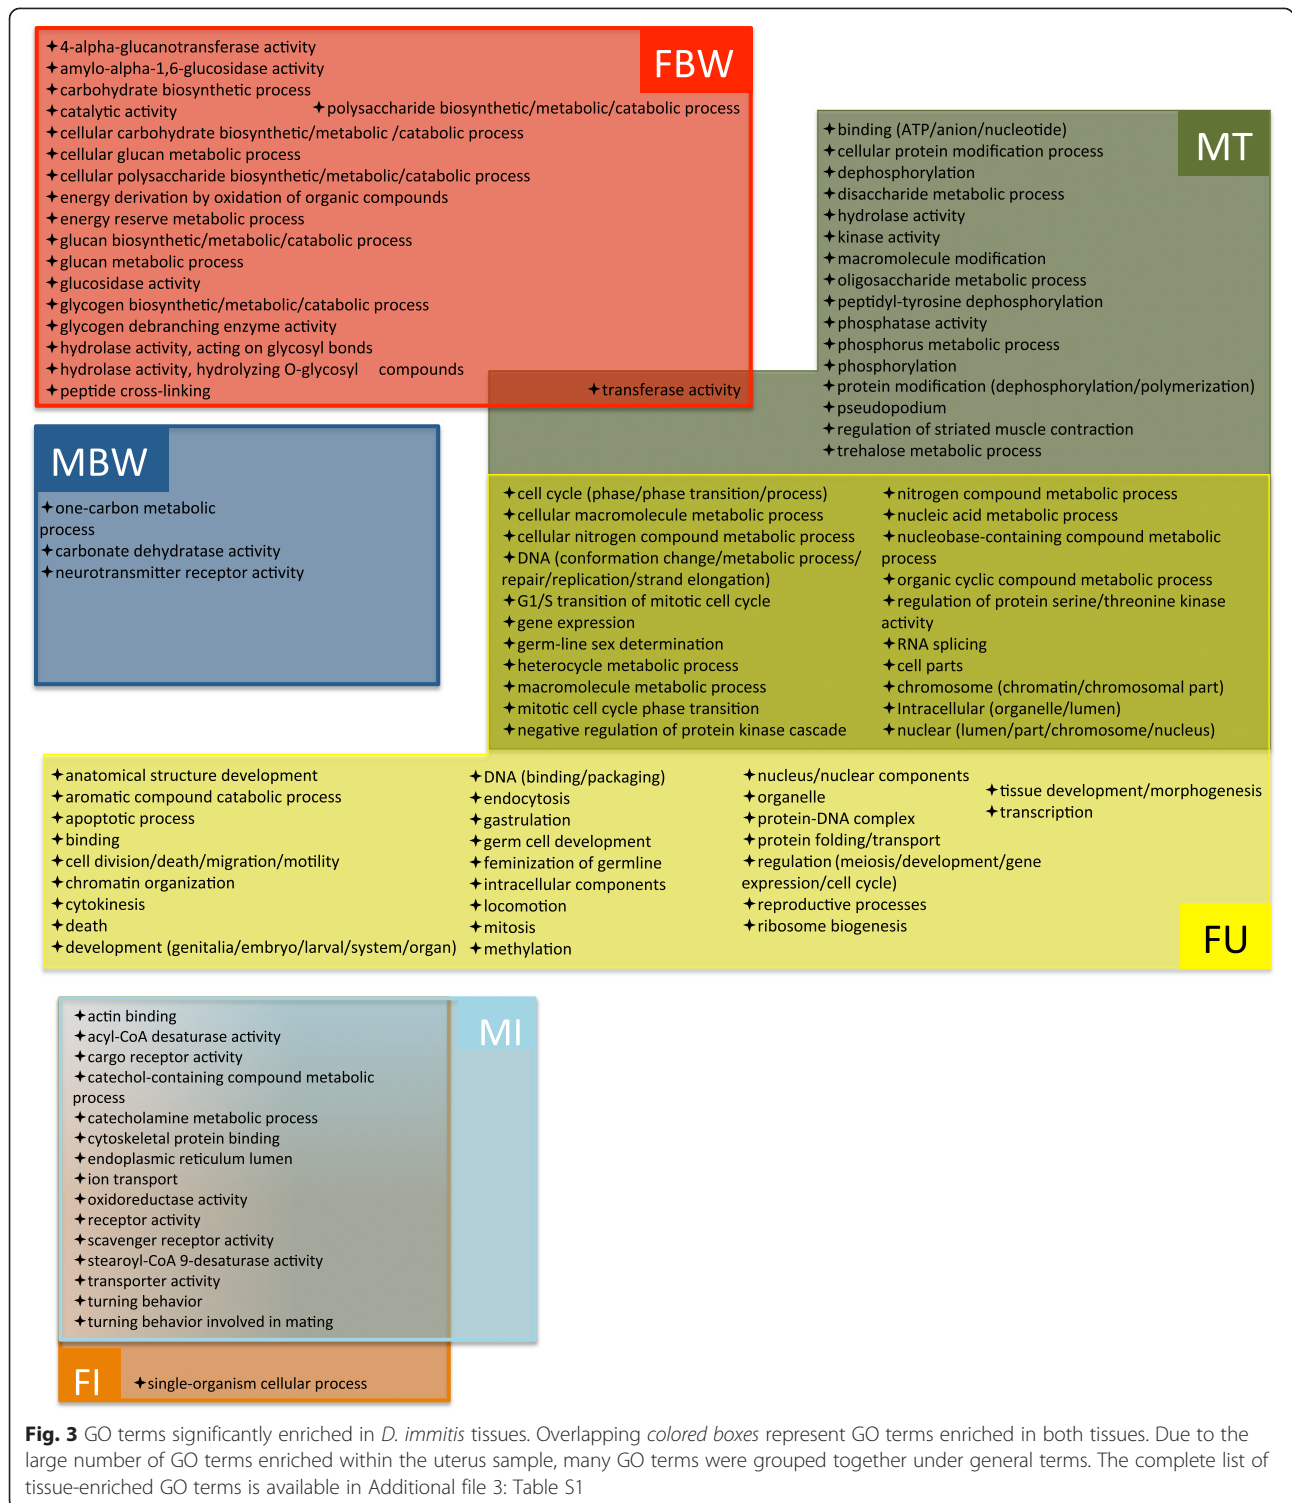 FBW
✦4-alpha-glucanotransferase activity
✦amylo-alpha-1,6-glucosidase activity
✦carbohydrate biosynthetic process
✦catalytic activity
✦polysaccharide biosynthetic/metabolic/catabolic process
✦cellular carbohydrate biosynthetic/metabolic /catabolic process
✦cellular glucan metabolic process
✦cellular polysaccharide biosynthetic/metabolic/catabolic process
✦energy derivation by oxidation of organic compounds
✦energy reserve metabolic process
✦glucan biosynthetic/metabolic/catabolic process
✦glucan metabolic process
✦glucosidase activity
✦glycogen biosynthetic/metabolic/catabolic process
✦glycogen debranching enzyme activity
✦hydrolase activity, acting on glycosyl bonds
✦hydrolase activity, hydrolyzing O-glycosyl compounds
✦peptide cross-linking
✦transferase activity
MT
✦binding (ATP/anion/nucleotide)
✦cellular protein modification process
✦dephosphorylation
✦disaccharide metabolic process
✦hydrolase activity
✦kinase activity
✦macromolecule modification
✦oligosaccharide metabolic process
✦peptidyl-tyrosine dephosphorylation
✦phosphatase activity
✦phosphorus metabolic process
✦phosphorylation
✦protein modification (dephosphorylation/polymerization)
✦pseudopodium
✦regulation of striated muscle contraction
✦trehalose metabolic process
MBW
✦one-carbon metabolic
process
✦carbonate dehydratase activity
✦neurotransmitter receptor activity
✦cell cycle (phase/phase transition/process)
✦cellular macromolecule metabolic process
✦cellular nitrogen compound metabolic process
✦DNA (conformation change/metabolic process/
repair/replication/strand elongation)
✦G1/S transition of mitotic cell cycle
✦gene expression
✦germ-line sex determination
✦heterocycle metabolic process
✦macromolecule metabolic process
✦mitotic cell cycle phase transition
✦negative regulation of protein kinase cascade
✦nitrogen compound metabolic process
✦nucleic acid metabolic process
✦nucleobase-containing compound metabolic
process
✦organic cyclic compound metabolic process
✦regulation of protein serine/threonine kinase
activity
✦RNA splicing
✦cell parts
✦chromosome (chromatin/chromosomal part)
✦Intracellular (organelle/lumen)
✦nuclear (lumen/part/chromosome/nucleus)
✦anatomical structure development
✦aromatic compound catabolic process
✦apoptotic process
✦binding
✦cell division/death/migration/motility
✦chromatin organization
✦cytokinesis
✦death
✦development (genitalia/embryo/larval/system/organ)
✦DNA (binding/packaging)
✦endocytosis
✦gastrulation
✦germ cell development
✦feminization of germline
✦intracellular components
✦locomotion
✦mitosis
✦methylation
✦nucleus/nuclear components
✦organelle
✦protein-DNA complex
✦protein folding/transport
✦regulation (meiosis/development/gene
expression/cell cycle)
✦reproductive processes
✦ribosome biogenesis
✦tissue development/morphogenesis
✦transcription
FU
MI
✦actin binding
✦acyl-CoA desaturase activity
✦cargo receptor activity
✦catechol-containing compound metabolic
process
✦catecholamine metabolic process
✦cytoskeletal protein binding
✦endoplasmic reticulum lumen
✦ion transport
✦oxidoreductase activity
✦receptor activity
✦scavenger receptor activity
✦stearoyl-CoA 9-desaturase activity
✦transporter activity
✦turning behavior
✦turning behavior involved in mating
FI
✦single-organism cellular process
Fig. 3 GO terms significantly enriched in D. immitis tissues. Overlapping colored boxes represent GO terms enriched in both tissues. Due to the
large number of GO terms enriched within the uterus sample, many GO terms were grouped together under general terms. The complete list of
tissue-enriched GO terms is available in Additional file 3: Table S1